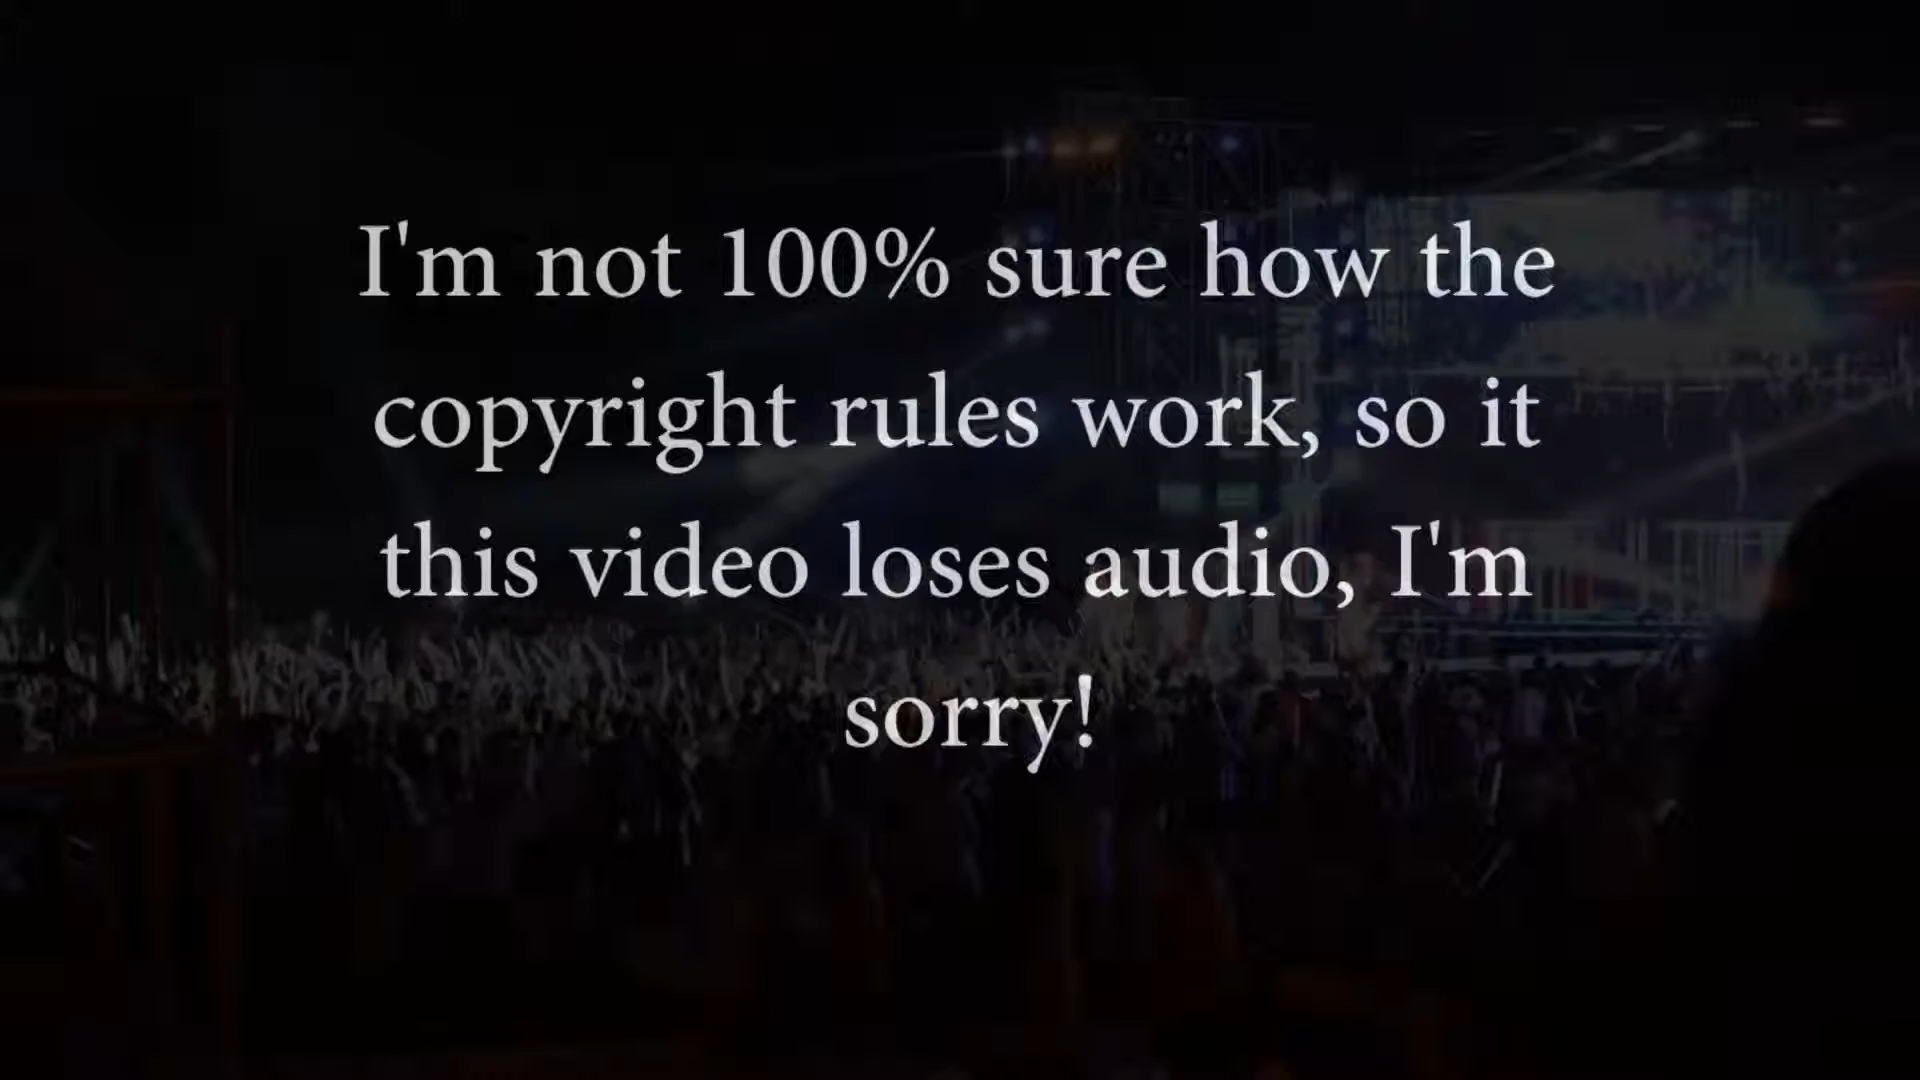 I'm not 100% sure how the
copyright rules work, so it
this video loses audio, I'm
sorry!